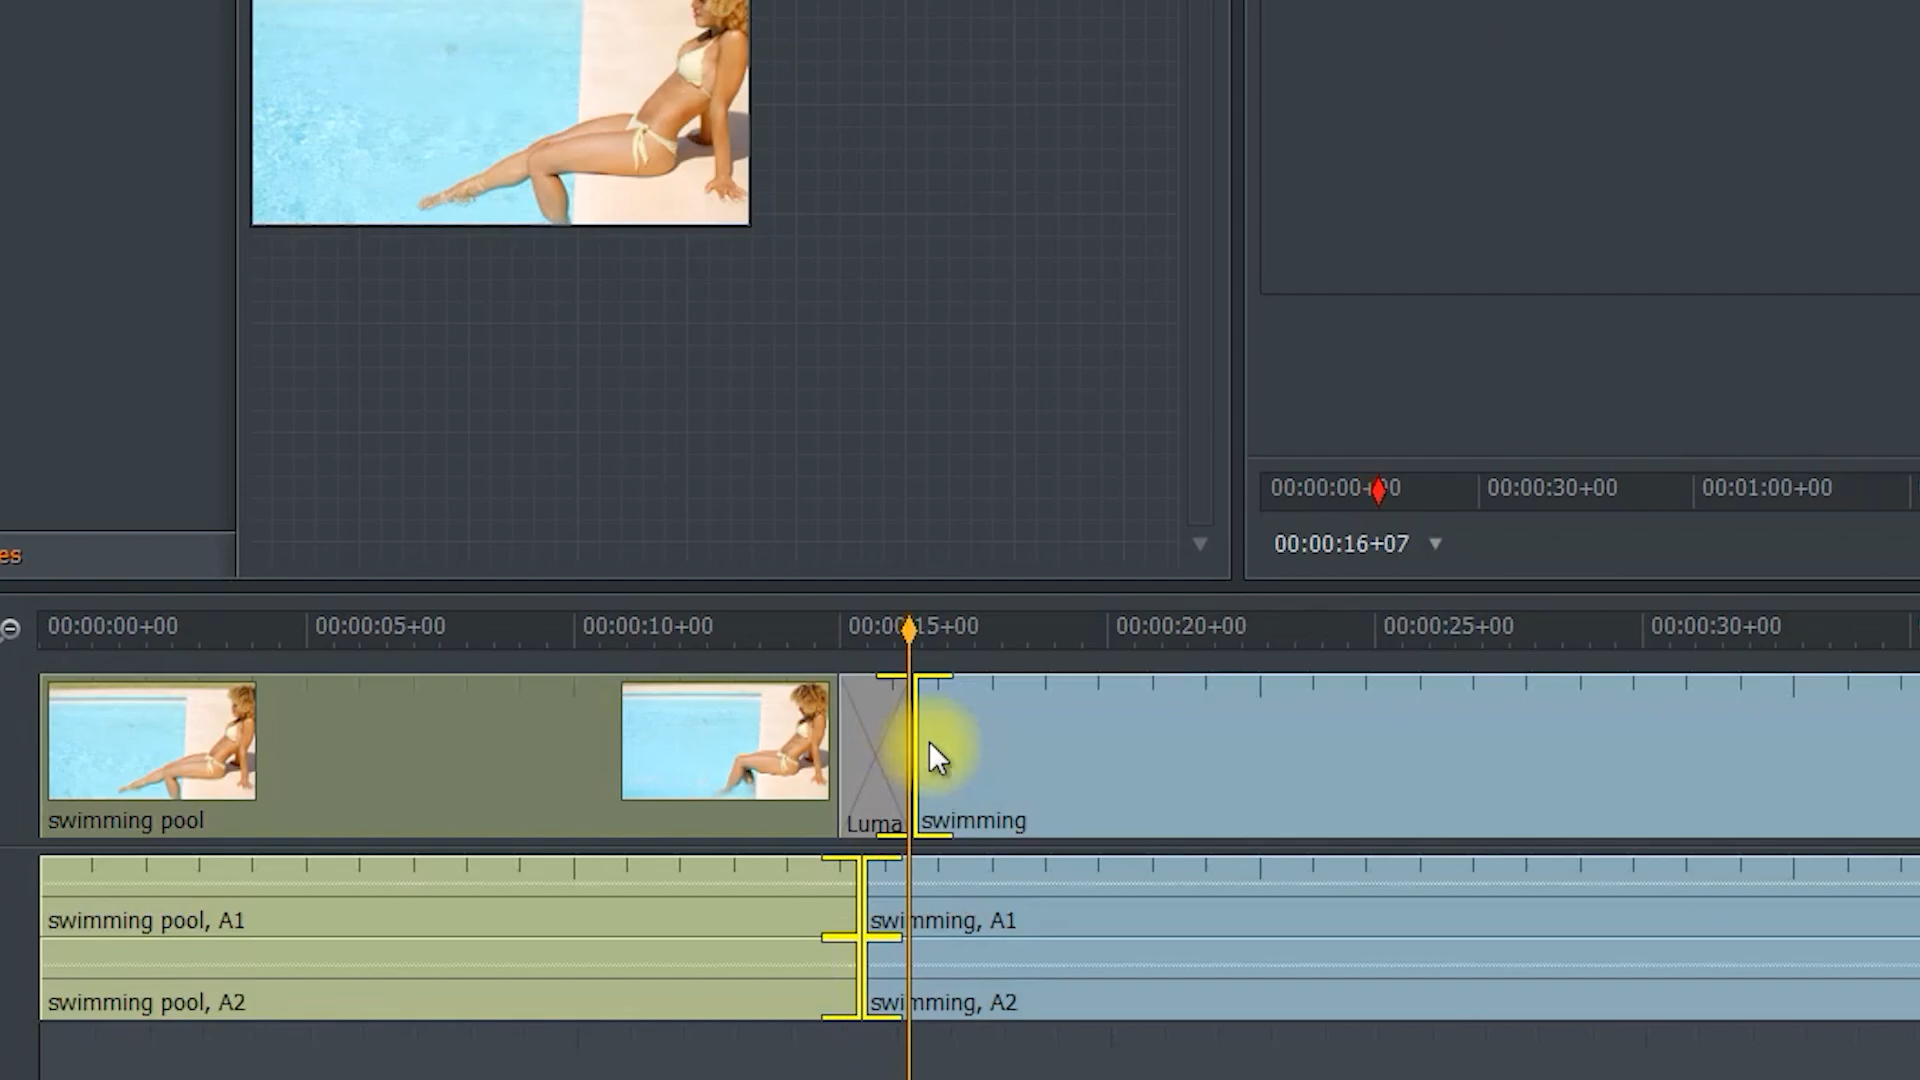 00:00:00+00 00:00:30+00 00:01:00+00
00:00:16+07
es
00:00:00+00 00:00:05+00 00:00:10+00 00:00:15+00 00:00:20+00 00:00:25+00 00:00:30+00
swimming pool Luma swimming
swimming pool, A1 swimming, A1
swimming pool, A2 swimming, A2